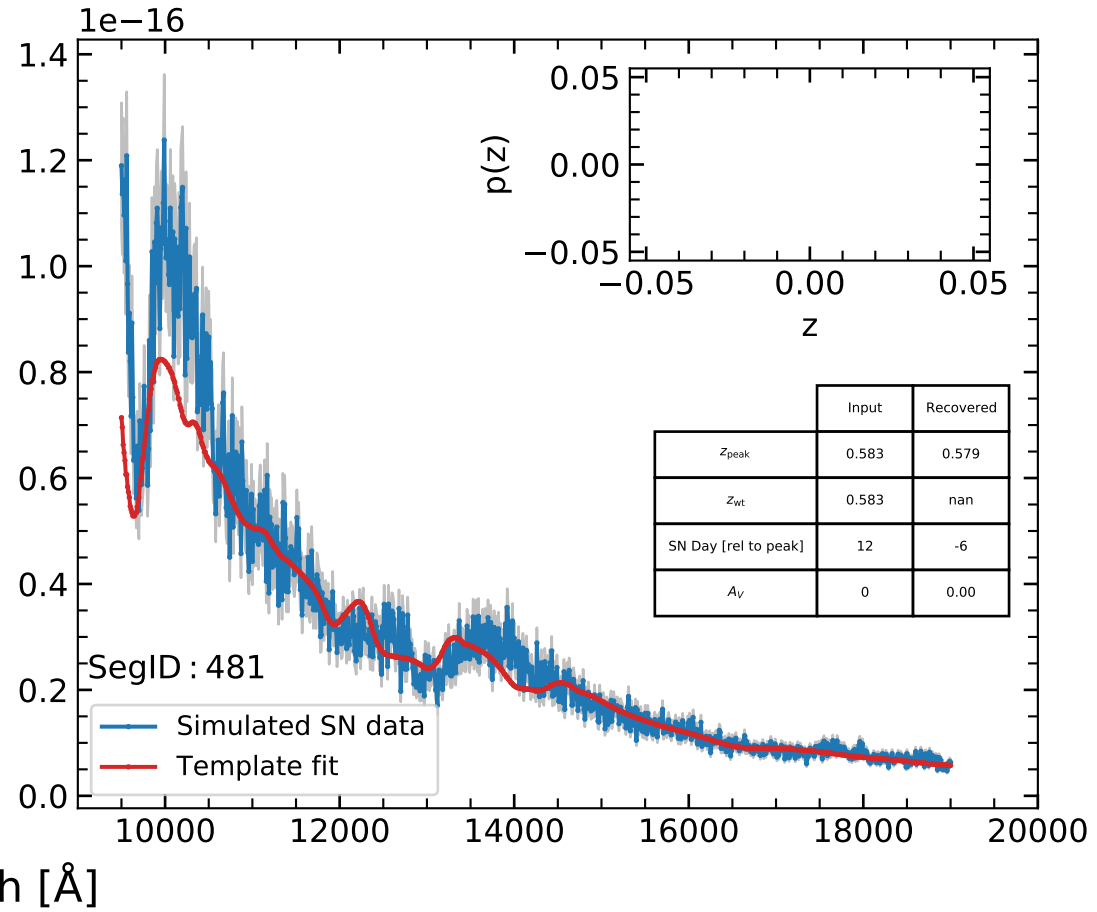 1e−16
1.4
1.2
1.0
0.8
0.6
0.4
0.2
0.0
10000 12000 14000 16000 18000 20000
h [Å]
p(z)
0.05
0.00
−0.05
−0.05 0.00 0.05
z
Input Recovered
z_peak 0.583 0.579
z_wt 0.583 nan
SN Day [rel to peak] 12 -6
A_V 0 0.00
SegID : 481
Simulated SN data
Template fit